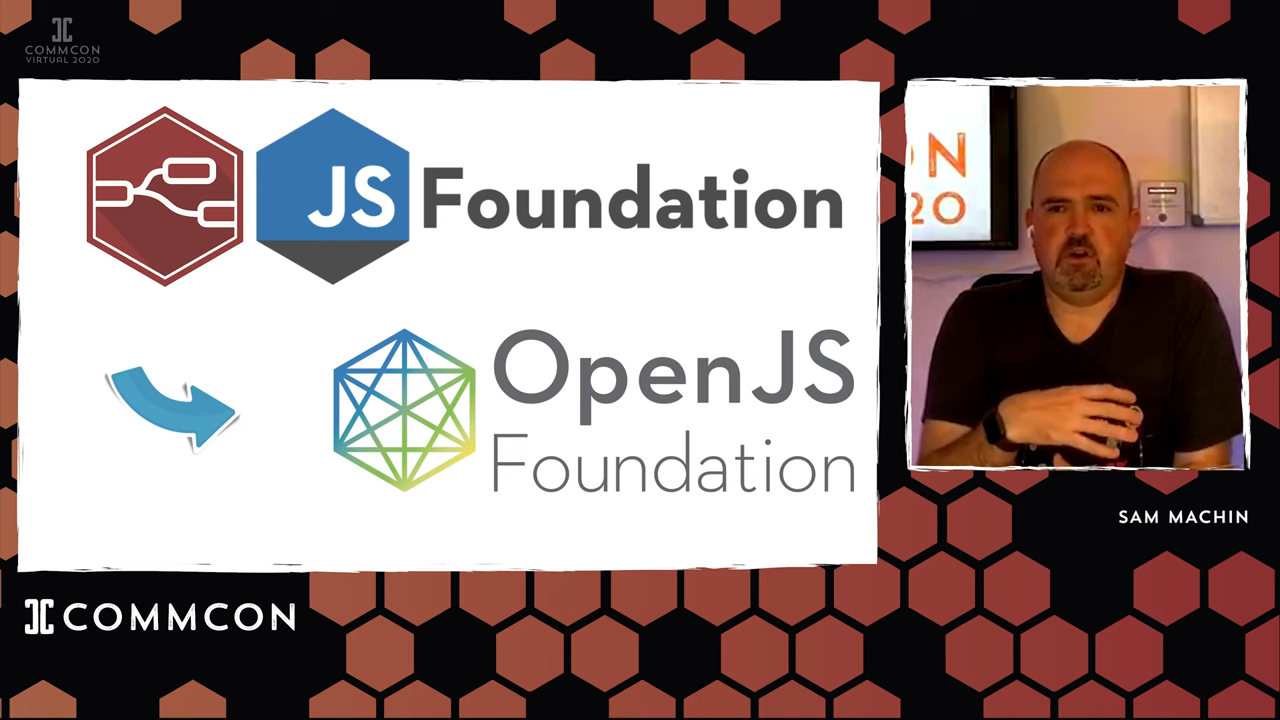 COMMCON
VIRTUAL 2020
JS Foundation
OpenJS
Foundation
ON
20
SAM MACHIN
COMMCON